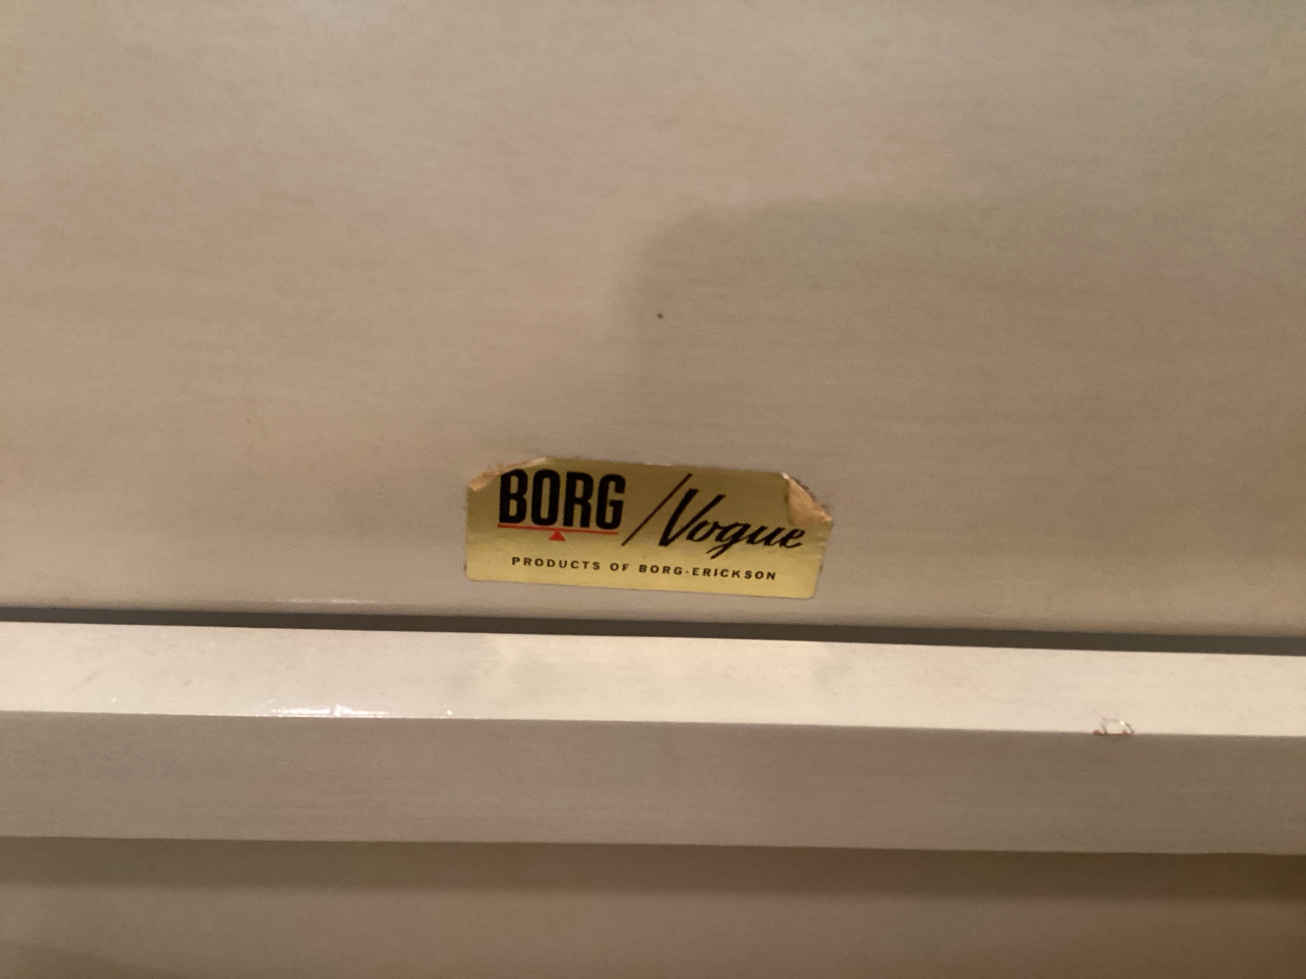 BORG / Vogue
PRODUCTS OF BORG-ERICKSON